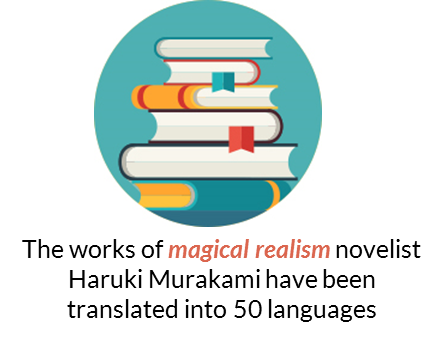 The works of magical realism novelist
Haruki Murakami have been
translated into 50 languages